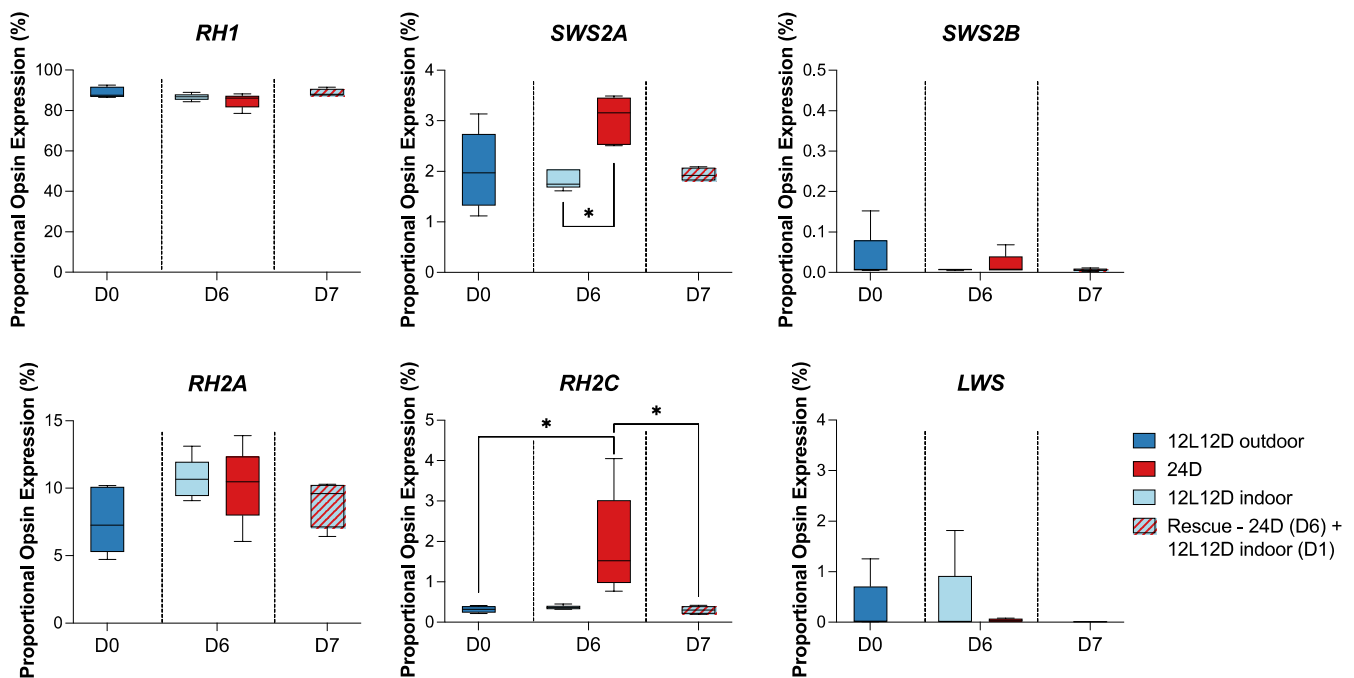 RH1
Proportional Opsin Expression (%)
100
80
60
40
20
0
D0
D6
D7
SWS2A
Proportional Opsin Expression (%)
4
3
2
1
0
*
D0
D6
D7
SWS2B
Proportional Opsin Expression (%)
0.5
0.4
0.3
0.2
0.1
0.0
D0
D6
D7
RH2A
Proportional Opsin Expression (%)
15
10
5
0
D0
D6
D7
RH2C
Proportional Opsin Expression (%)
5
4
3
2
1
0
*
*
D0
D6
D7
LWS
Proportional Opsin Expression (%)
4
3
2
1
0
D0
D6
D7
12L12D outdoor
24D
12L12D indoor
Rescue - 24D (D6) +
12L12D indoor (D1)